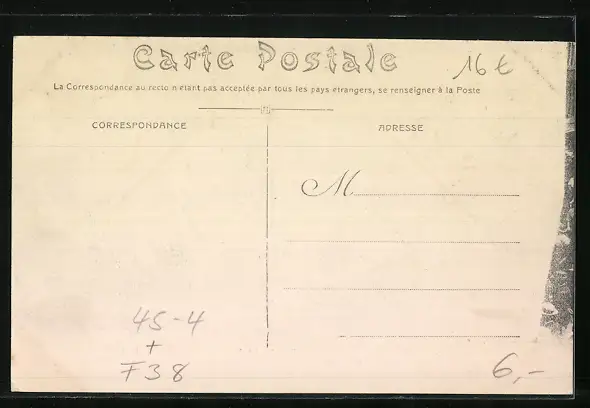 Carte Postale
16 €
La Correspondance au recto n'étant pas acceptée par tous les pays étrangers, se renseigner à la Poste
CORRESPONDANCE
ADRESSE
M
45-4
+
F38
6,-